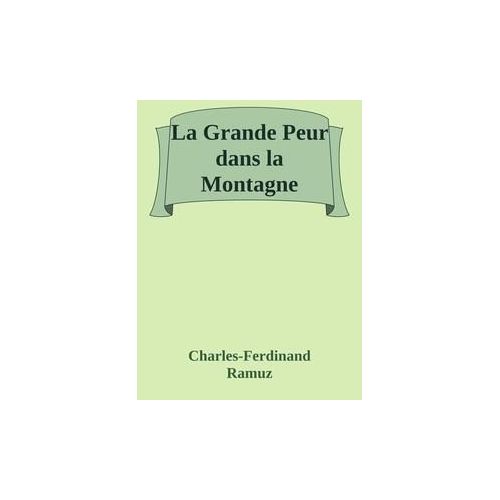 La Grande Peur
dans la
Montagne
Charles-Ferdinand
Ramuz